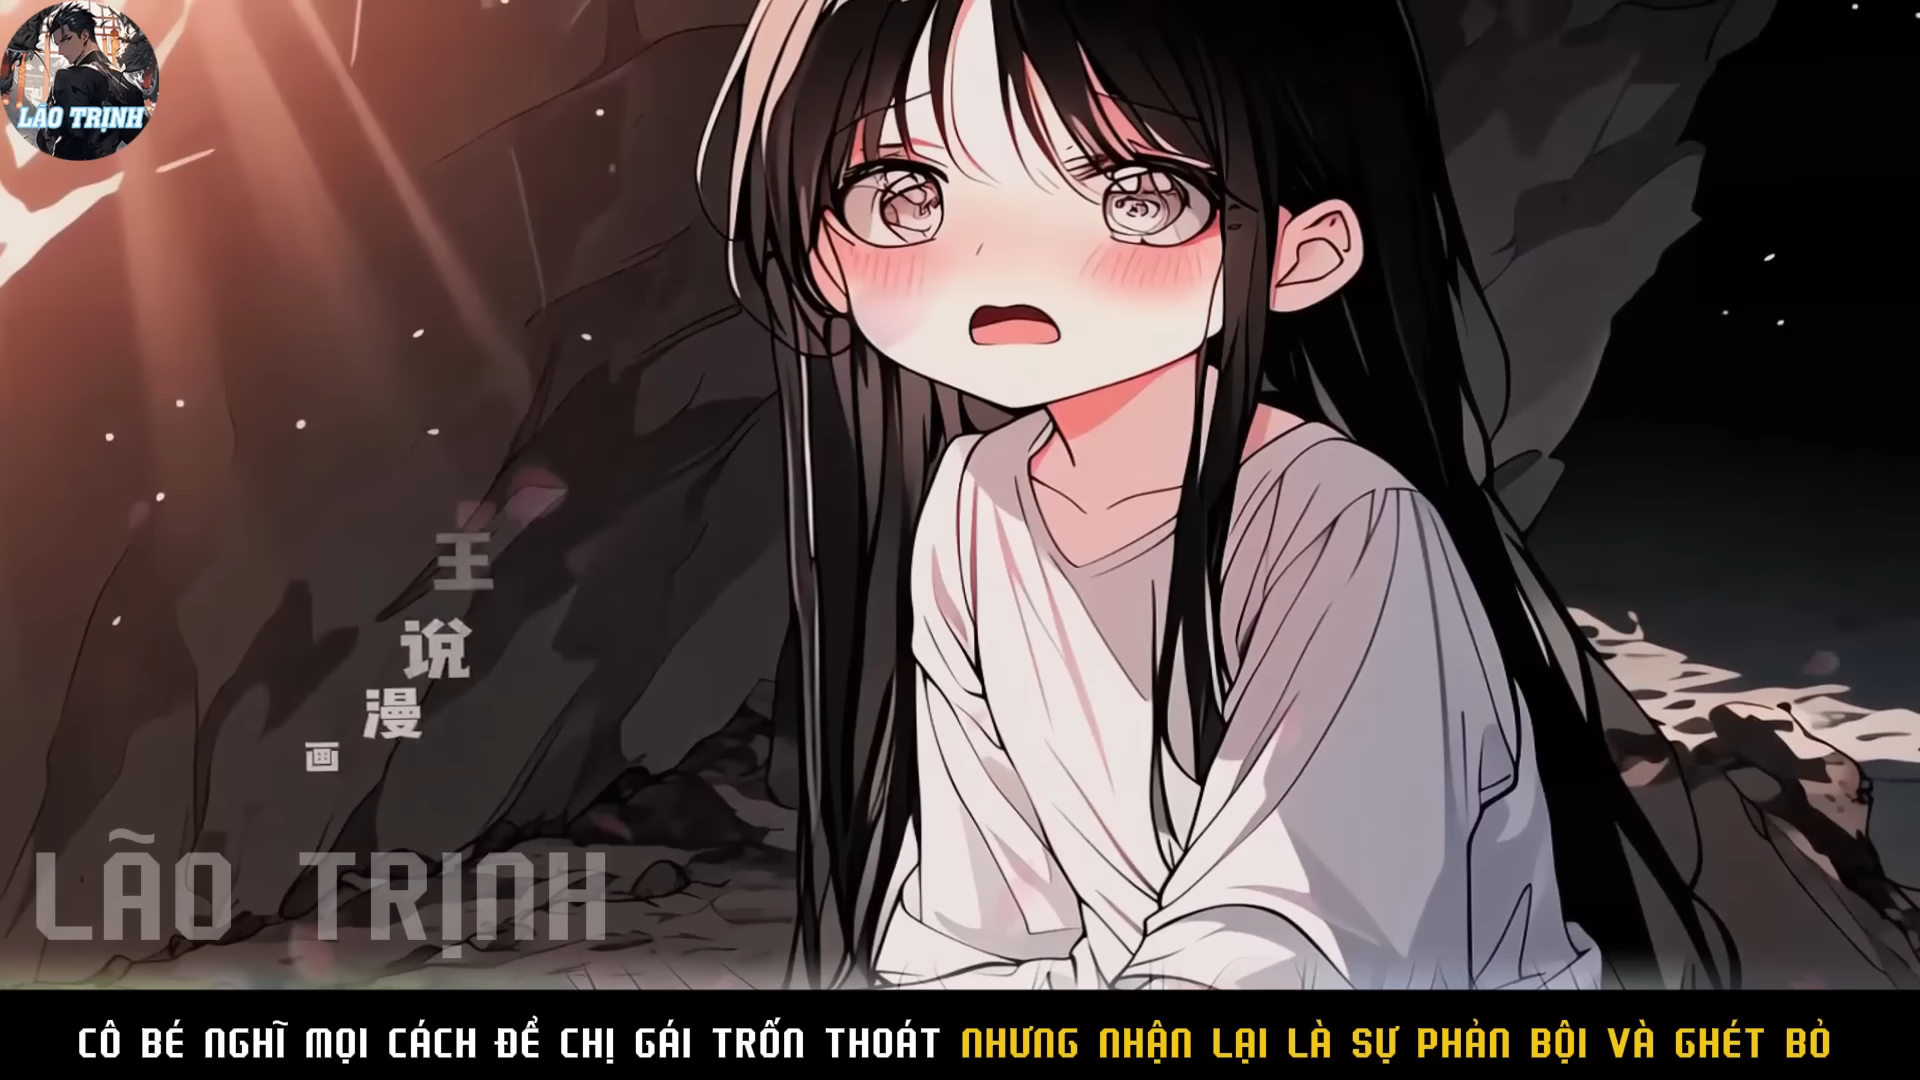 LÃO TRỊNH
王
说
漫
画
LÃO TRỊNH
CÔ BÉ NGHĨ MỌI CÁCH ĐỂ CHỊ GÁI TRỐN THOÁT NHƯNG NHẬN LẠI LÀ SỰ PHẢN BỘI VÀ GHÉT BỎ